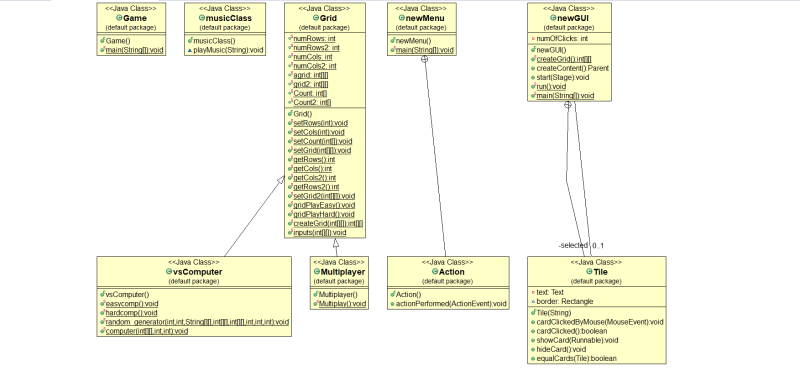 <<Java Class>>
Game
(default package)
Game()
main(String[]):void
<<Java Class>>
musicClass
(default package)
musicClass()
playMusic(String):void
<<Java Class>>
Grid
(default package)
numRows: int
numRows2: int
numCols: int
numCols2: int
agrid: int[][]
grid2: int[][]
Count: int[]
Count2: int[]
Grid()
setRows(int):void
setCols(int):void
setCount(int[]):void
setGrid(int[][]):void
getRows():int
getCols():int
getCols2():int
getRows2():int
setGrid2(int[][]):void
gridPlayEasy():void
gridPlayHard():void
createGrid(int[][]):int[][]
inputs(int[][]):void
<<Java Class>>
newMenu
(default package)
newMenu()
main(String[]):void
<<Java Class>>
newGUI
(default package)
numOfClicks: int
newGUI()
createGrid():int[][]
createContent():Parent
start(Stage):void
run():void
main(String[]):void
-selected 0..1
<<Java Class>>
vsComputer
(default package)
vsComputer()
easycomp():void
hardcomp():void
random_generator(int,int,String[][],int[][],int[][],int,int,int):void
computer(int[][],int,int):void
<<Java Class>>
Multiplayer
(default package)
Multiplayer()
Multiplay():void
<<Java Class>>
Action
(default package)
Action()
actionPerformed(ActionEvent):void
<<Java Class>>
Tile
(default package)
text: Text
border: Rectangle
Tile(String)
cardClickedByMouse(MouseEvent):void
cardClicked():boolean
showCard(Runnable):void
hideCard():void
equalCards(Tile):boolean